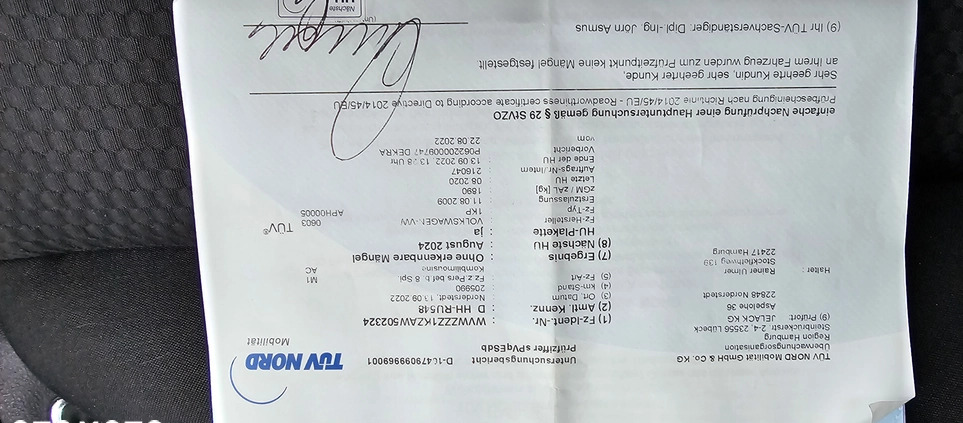 TÜV NORD
Mobilität
TÜV NORD Mobilität GmbH & Co KG
Überwachungsorganisation
Region Hamburg
Steinbrückerstr. 2-4, 23556 Lübeck
(9) Prüfort: JELACK KG
Aspelohe 36
22848 Norderstedt
Halter : Rainer Ulmer
Stockflethweg 139
22417 Hamburg
Untersuchungsbericht D-
Prüfziffer sPVqE5db
(1) Fz-Ident.-Nr. WVWZZZ1KZAW502324
(2) Amtl. Kennz. D HH-RU548
(3) Ort, Datum Norderstedt, 13.09.2022
(4) km-Stand 205990
(5) Fz-Art Fz.z.Pers.bef.b. 8 Spl. M1
Kombilimousine AC
(7) Ergebnis : Ohne erkennbare Mängel
(8) Nächste HU : August 2024
HU-Plakette : ja
Fz-Hersteller : VOLKSWAGEN-VW 0603
Fz-Typ : 1KP APH00005
TÜV®
Erstzulassung : 11.08.2009
zGM / zAL [kg] : 1890
Letzte HU : 08.2020
Auftrags-Nr./Intern : 216047
Ende der HU : 13.09.2022, 13:28 Uhr
Vorbericht : P06220009747 DEKRA
vom : 22.08.2022
einfache Nachprüfung einer Hauptuntersuchung gemäß § 29 StVZO
Prüfbescheinigung nach Richtlinie 2014/45/EU - Roadworthiness certificate according to Directive 2014/45/EU
Sehr geehrte Kundin, sehr geehrter Kunde,
an Ihrem Fahrzeug wurden zum Prüfzeitpunkt keine Mängel festgestellt
(9) Ihr TÜV-Sachverständiger: Dipl.-Ing. Jörn Asmus
Nächste
HU